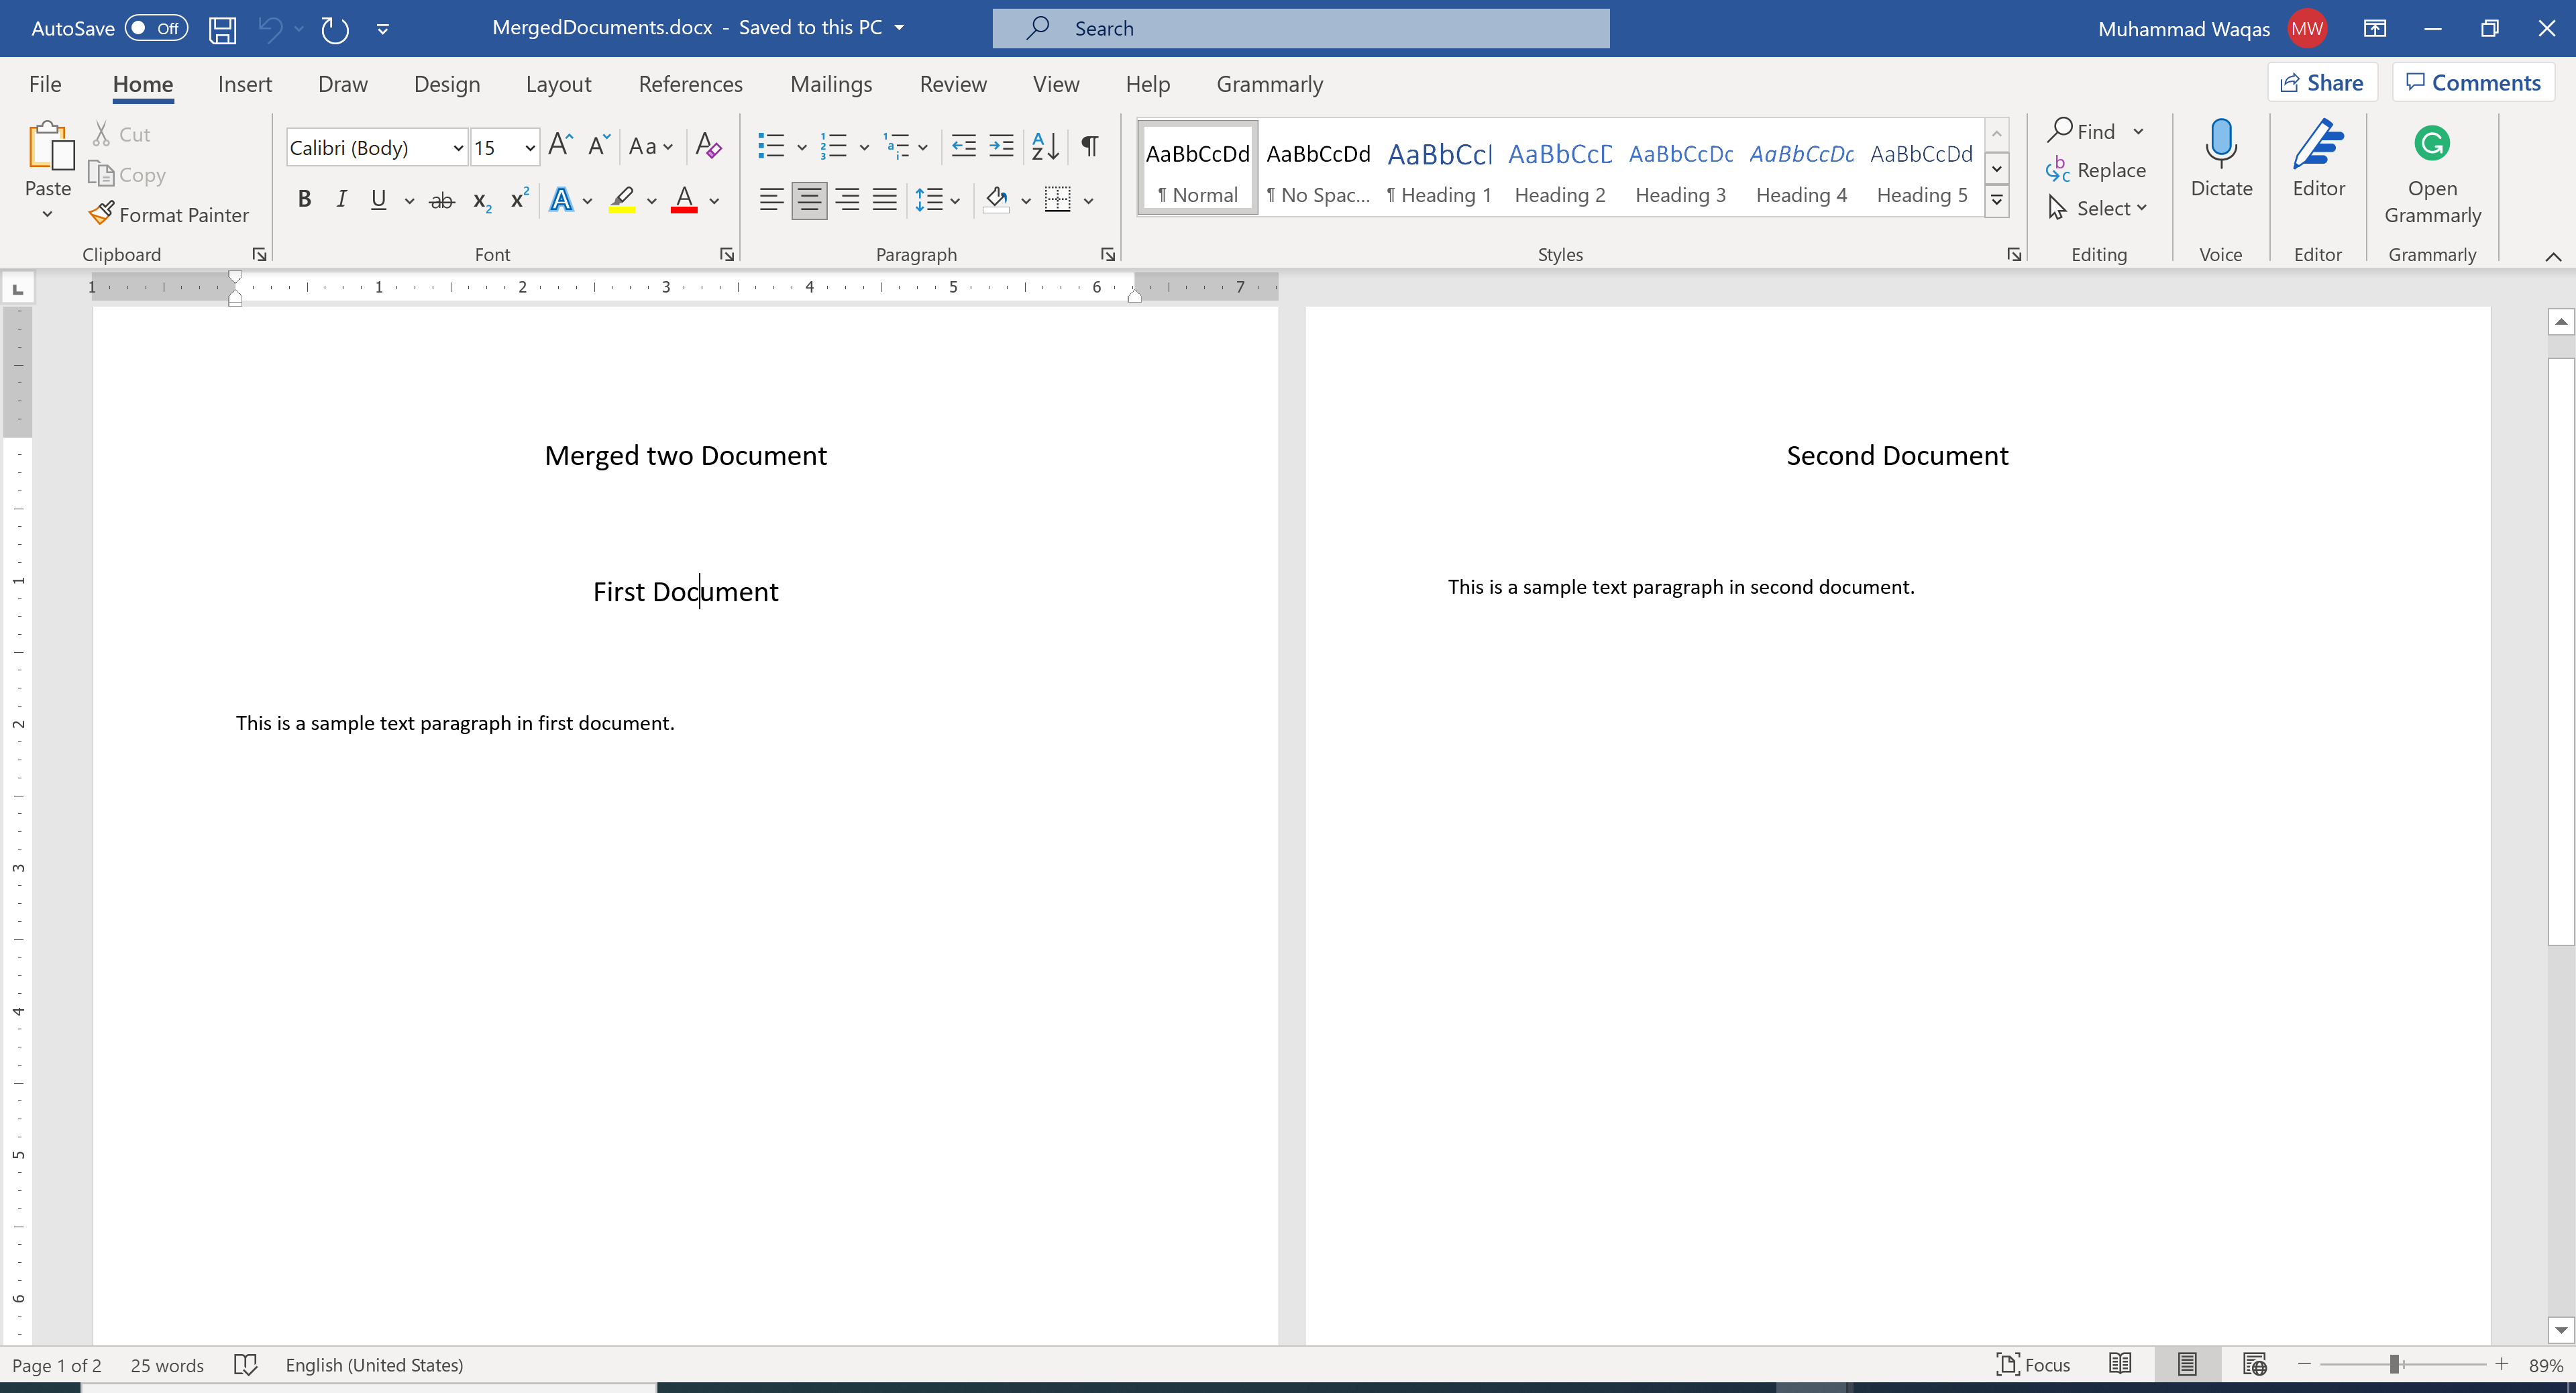 AutoSave Off MergedDocuments.docx - Saved to this PC Search Muhammad Waqas MW
File Home Insert Draw Design Layout References Mailings Review View Help Grammarly Share Comments
Paste
Cut
Copy
Format Painter
Clipboard
Calibri (Body) 15
Font
Paragraph
AaBbCcDd AaBbCcDd AaBbCcI AaBbCcD AaBbCcDc AaBbCcDc AaBbCcDd
¶ Normal ¶ No Spac... ¶ Heading 1 Heading 2 Heading 3 Heading 4 Heading 5
Styles
Find
Replace
Select
Editing
Dictate
Voice
Editor
Editor
Open
Grammarly
Grammarly
1 1 2 3 4 5 6 7
1
2
3
4
5
6
Merged two Document
First Document
This is a sample text paragraph in first document.
Second Document
This is a sample text paragraph in second document.
Page 1 of 2 25 words English (United States) Focus 89%